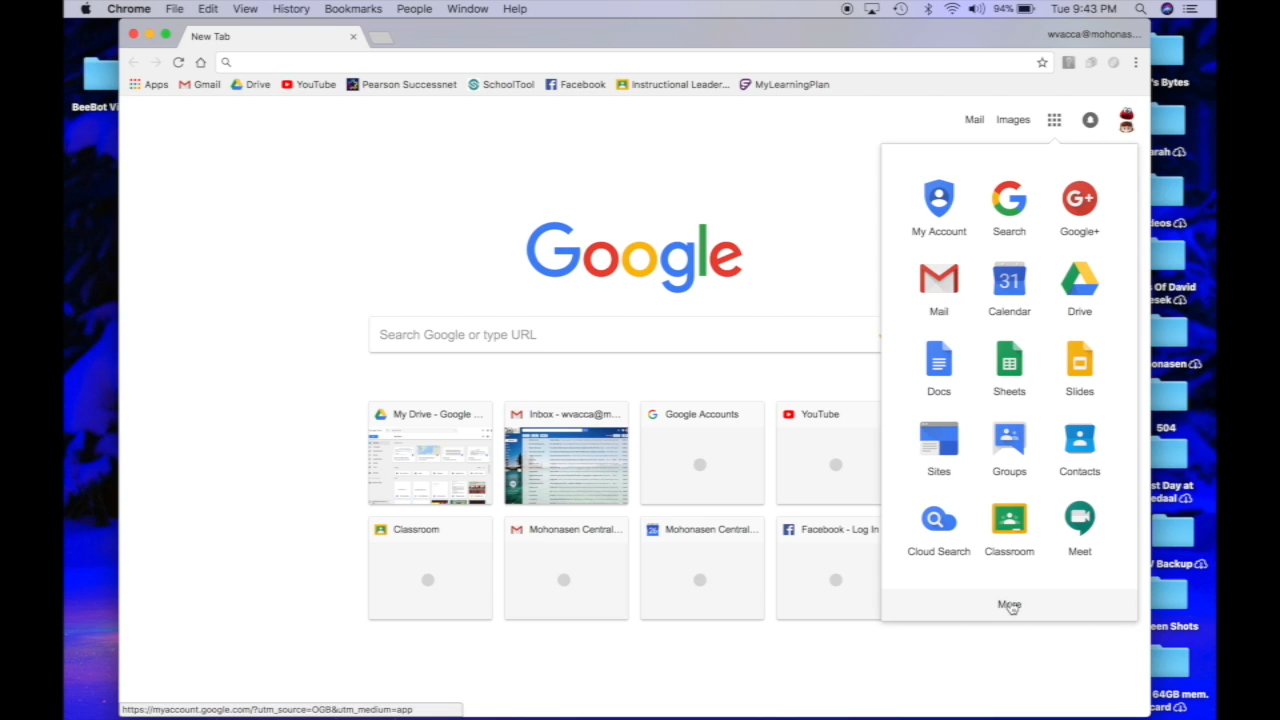 Chrome File Edit View History Bookmarks People Window Help 94% Tue 9:43 PM
New Tab wvacca@mohonas...
Apps Gmail Drive YouTube Pearson Successnet SchoolTool Facebook Instructional Leader... MyLearningPlan
Mail Images
My Account Search Google+
Mail 31 Calendar Drive
Docs Sheets Slides
Sites Groups Contacts
Cloud Search Classroom Meet
More
Google
Search Google or type URL
My Drive - Google ... Inbox - wvacca@m... Google Accounts YouTube
Classroom Mohonasen Central... Mohonasen Central... Facebook - Log In
https://myaccount.google.com/?utm_source=OGB&utm_medium=app
BeeBot Vi
's Bytes
arah
deos
Of David
esek
onasen
504
st Day at
edaal
Backup
een Shots
64GB mem.
card